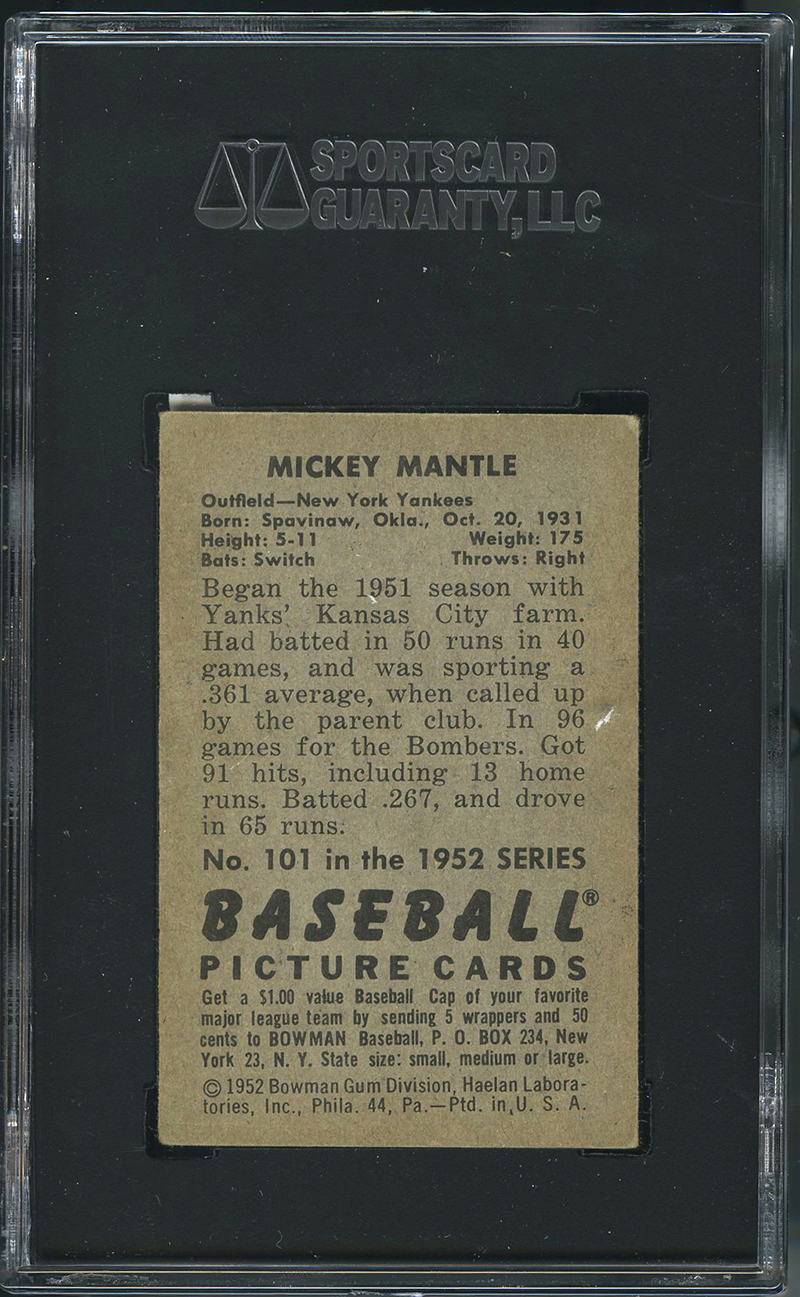 SPORTSCARD
GUARANTY, LLC
MICKEY MANTLE
Outfield—New York Yankees
Born: Spavinaw, Okla., Oct. 20, 1931
Height: 5-11 Weight: 175
Bats: Switch Throws: Right
Began the 1951 season with
Yanks' Kansas City farm.
Had batted in 50 runs in 40
games, and was sporting a
.361 average, when called up
by the parent club. In 96
games for the Bombers. Got
91 hits, including 13 home
runs. Batted .267, and drove
in 65 runs.
No. 101 in the 1952 SERIES
BASEBALL®
PICTURE CARDS
Get a $1.00 value Baseball Cap of your favorite
major league team by sending 5 wrappers and 50
cents to BOWMAN Baseball, P. O. BOX 234, New
York 23, N. Y. State size: small, medium or large.
© 1952 Bowman Gum Division, Haelan Labora-
tories, Inc., Phila. 44, Pa.—Ptd. in U. S. A.